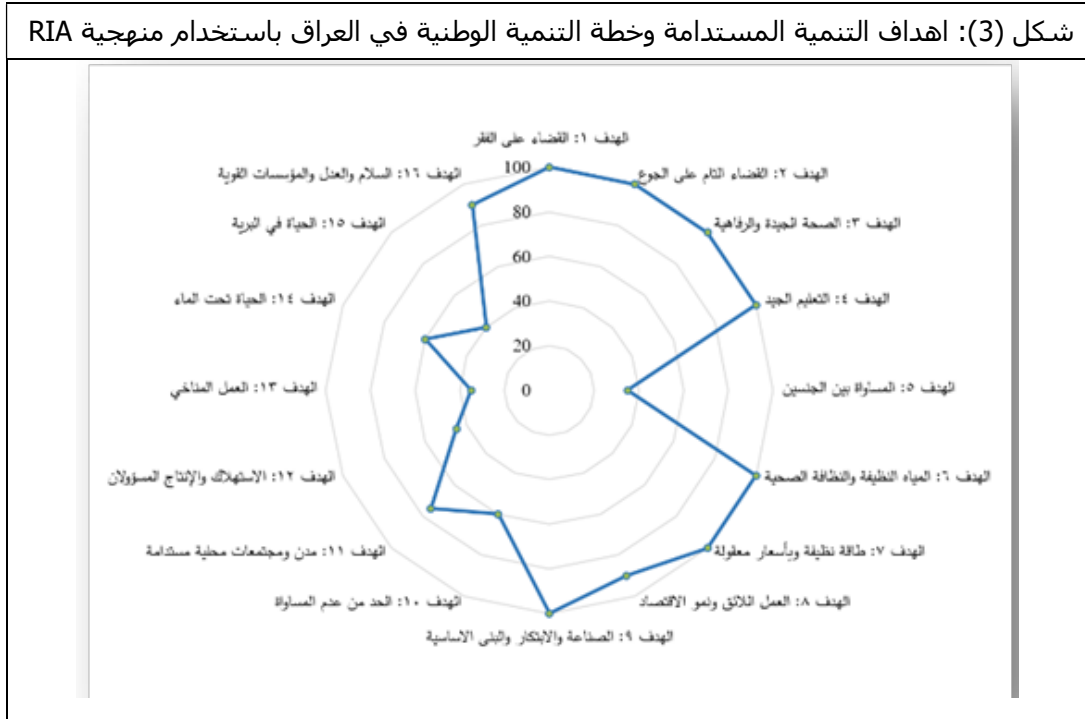 شكل (3): اهداف التنمية المستدامة وخطة التنمية الوطنية في العراق باستخدام منهجية RIA
الهدف ١: القضاء على الفقر
الهدف ٢: القضاء التام على الجوع
الهدف ٣: الصحة الجيدة والرفاهية
الهدف ٤: التعليم الجيد
الهدف ٥: المساواة بين الجنسين
الهدف ٦: المياه النظيفة والنظافة الصحية
الهدف ٧: طاقة نظيفة وبأسعار معقولة
الهدف ٨: العمل اللائق ونمو الاقتصاد
الهدف ٩: الصناعة والابتكار والبنى الاساسية
الهدف ١٠: الحد من عدم المساواة
الهدف ١١: مدن ومجتمعات محلية مستدامة
الهدف ١٢: الاستهلاك والإنتاج المسؤولان
الهدف ١٣: العمل المناخي
الهدف ١٤: الحياة تحت الماء
الهدف ١٥: الحياة في البرية
الهدف ١٦: السلام والعدل والمؤسسات القوية
100
80
60
40
20
0